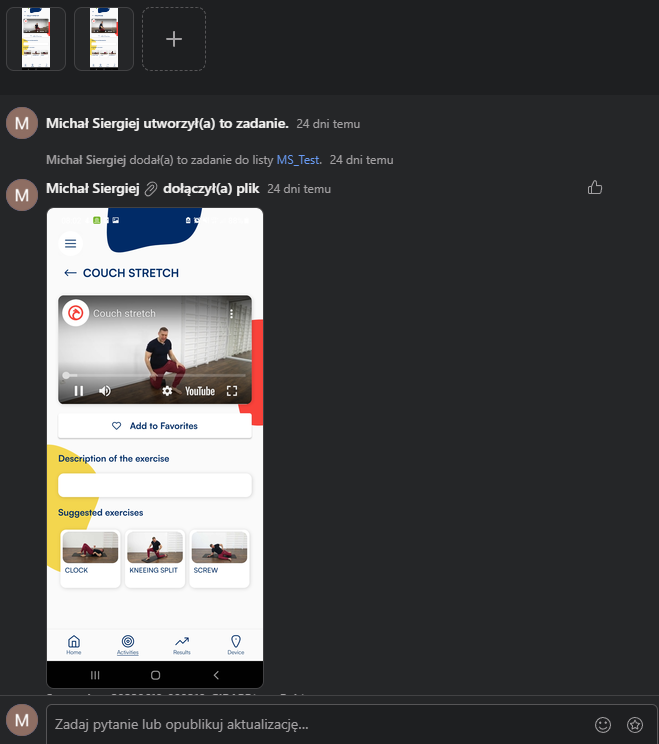 M
Michał Siergiej utworzył(a) to zadanie. 24 dni temu
Michał Siergiej dodał(a) to zadanie do listy MS_Test. 24 dni temu
M
Michał Siergiej dołączył(a) plik 24 dni temu
COUCH STRETCH
Couch stretch
YouTube
Add to Favorites
Description of the exercise
Suggested exercises
CLOCK
KNEEING SPLIT
SCREW
Home
Activities
Results
Device
M
Zadaj pytanie lub opublikuj aktualizację...